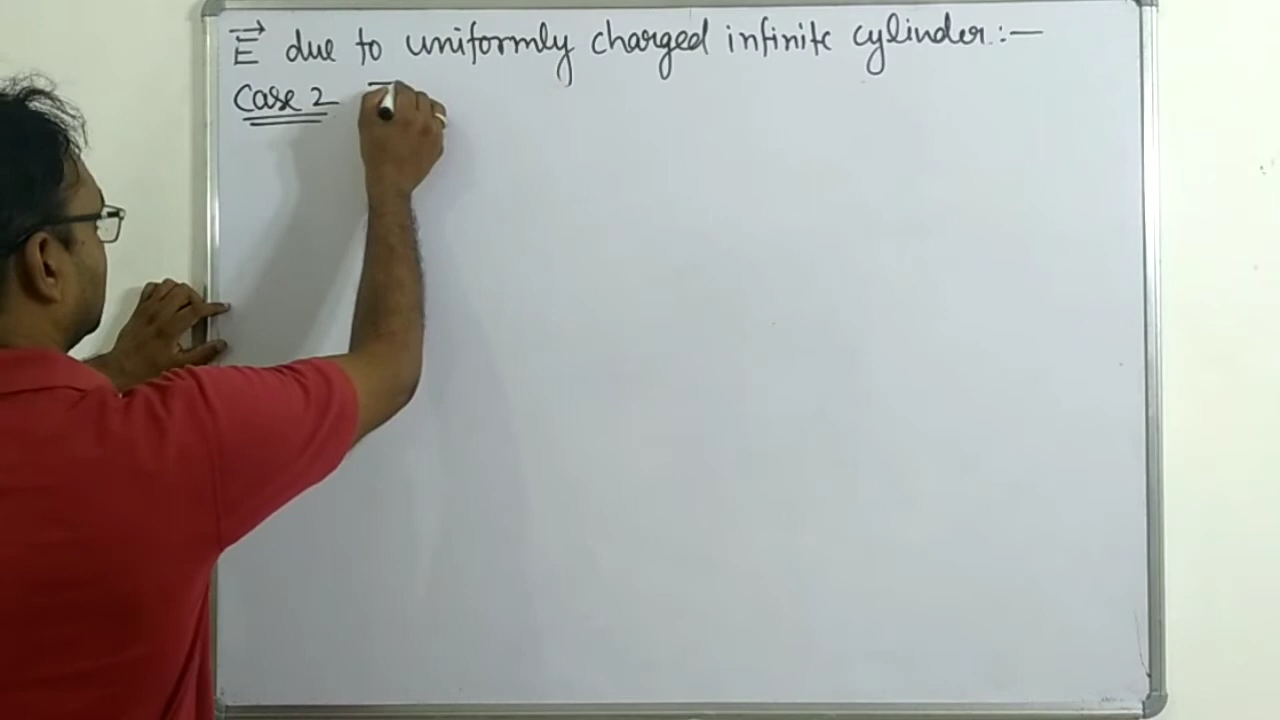 E⃗ due to uniformly charged infinite cylinder:—
Case 2